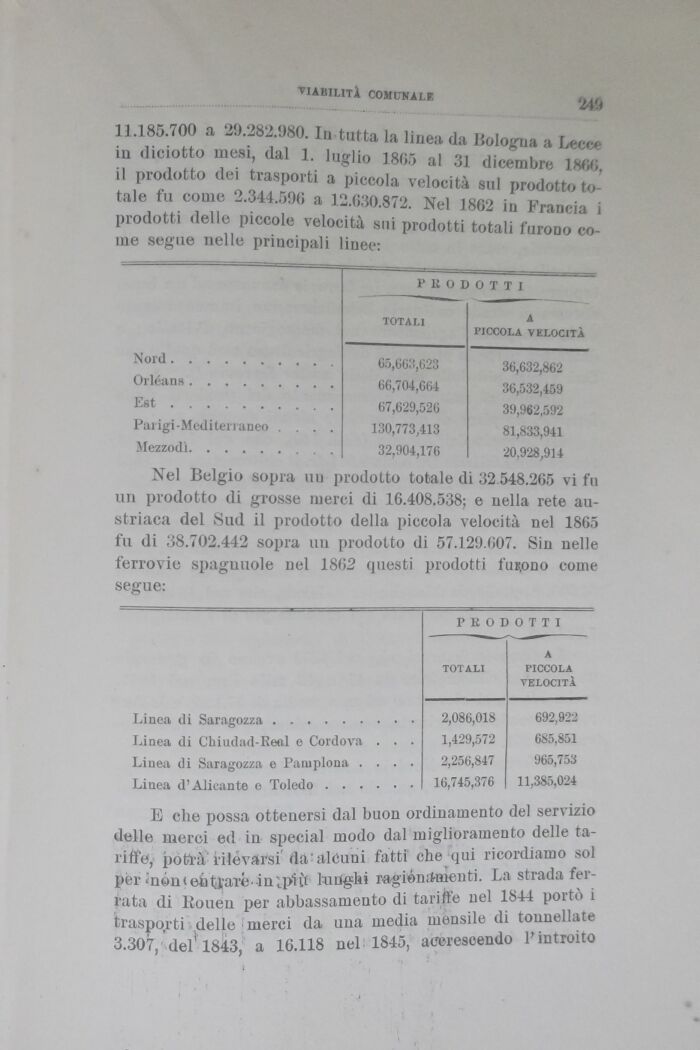 VIABILITÀ COMUNALE
249
11.185.700 a 29.282.980. In tutta la linea da Bologna a Lecce
in diciotto mesi, dal 1. luglio 1865 al 31 dicembre 1866,
il prodotto dei trasporti a piccola velocità sul prodotto to-
tale fu come 2.344.596 a 12.630.872. Nel 1862 in Francia i
prodotti delle piccole velocità sui prodotti totali furono co-
me segue nelle principali linee:
PRODOTTI
TOTALI
A
PICCOLA VELOCITÀ
Nord . . . . . . . . . . 65,663,623 36,632,862
Orléans . . . . . . . . . 66,704,664 36,532,459
Est . . . . . . . . . . 67,629,526 39,962,592
Parigi-Mediterraneo . . . . 130,773,413 81,833,941
Mezzodì. . . . . . . . . 32,904,176 20,928,914
Nel Belgio sopra un prodotto totale di 32.548.265 vi fu
un prodotto di grosse merci di 16.408.538; e nella rete au-
striaca del Sud il prodotto della piccola velocità nel 1865
fu di 38.702.442 sopra un prodotto di 57.129.607. Sin nelle
ferrovie spagnuole nel 1862 questi prodotti furono come
segue:
PRODOTTI
TOTALI
A
PICCOLA
VELOCITÀ
Linea di Saragozza . . . . . . . . . 2,086,018 692,922
Linea di Chiudad-Real e Cordova . . . 1,429,572 685,851
Linea di Saragozza e Pamplona . . . . 2,256,847 965,753
Linea d'Alicante e Toledo . . . . . . 16,745,376 11,385,024
E che possa ottenersi dal buon ordinamento del servizio
delle merci ed in special modo dal miglioramento delle ta-
riffe, potrà rilevarsi da alcuni fatti che qui ricordiamo sol
per non entrare in più lunghi ragionamenti. La strada fer-
rata di Rouen per abbassamento di tariffe nel 1844 portò i
trasporti delle merci da una media mensile di tonnellate
3.307, del 1843, a 16.118 nel 1845, accrescendo l'introito